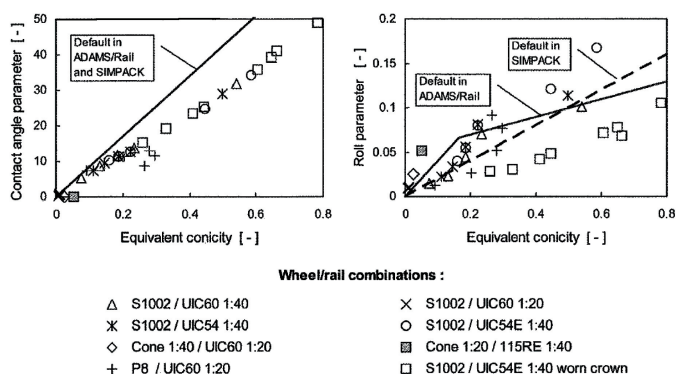 Contact angle parameter [ - ]
50
40
30
20
10
0
Default in
ADAMS/Rail
and SIMPACK
0 0.2 0.4 0.6 0.8
Equivalent conicity [ - ]
Roll parameter [ - ]
0.2
0.15
0.1
0.05
0
Default in
SIMPACK
Default in
ADAMS/Rail
0 0.2 0.4 0.6 0.8
Equivalent conicity [ - ]
Wheel/rail combinations :
S1002 / UIC60 1:40
S1002 / UIC54 1:40
Cone 1:40 / UIC60 1:20
P8 / UIC60 1:20
S1002 / UIC60 1:20
S1002 / UIC54E 1:40
Cone 1:20 / 115RE 1:40
S1002 / UIC54E 1:40 worn crown